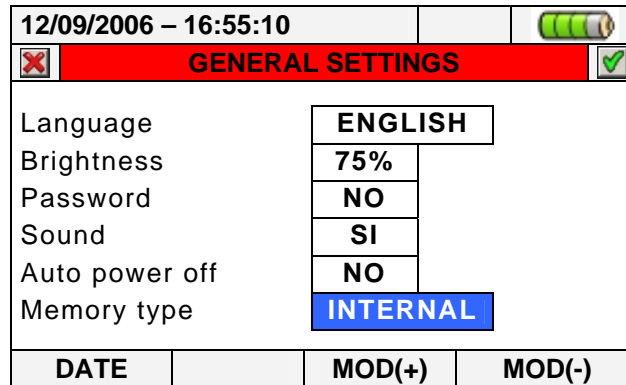 12/09/2006 – 16:55:10
GENERAL SETTINGS
Language ENGLISH
Brightness 75%
Password NO
Sound SI
Auto power off NO
Memory type INTERNAL
DATE MOD(+) MOD(-)